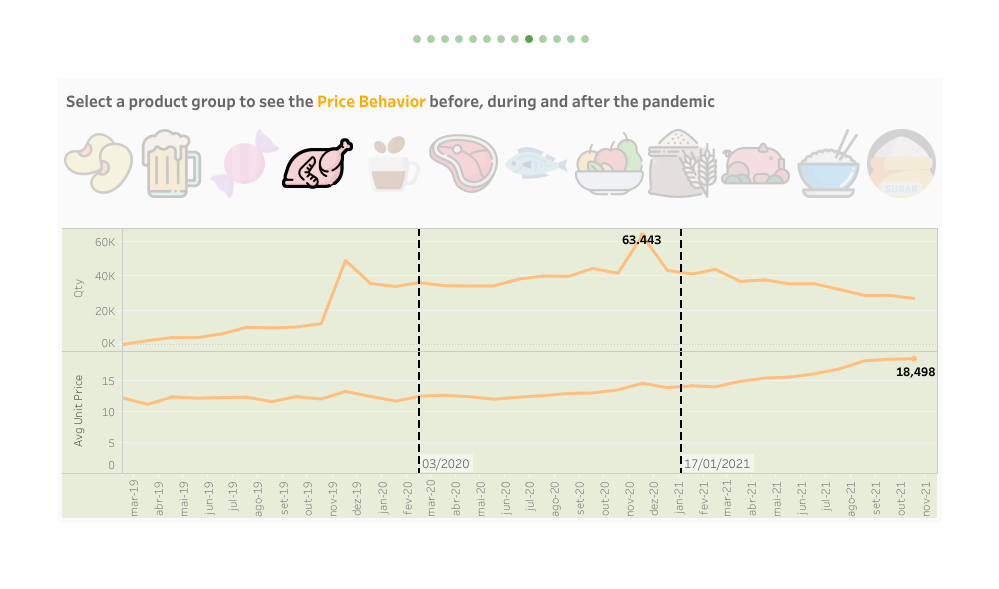 Select a product group to see the Price Behavior before, during and after the pandemic
SUGAR
60K
63.443
Qty
40K
20K
0K
Avg Unit Price
15
18,498
10
5
0
03/2020
17/01/2021
mar-19
abr-19
mai-19
jun-19
jul-19
ago-19
set-19
out-19
nov-19
dez-19
jan-20
fev-20
mar-20
abr-20
mai-20
jun-20
jul-20
ago-20
set-20
out-20
nov-20
dez-20
jan-21
fev-21
mar-21
abr-21
mai-21
jun-21
jul-21
ago-21
set-21
out-21
nov-21